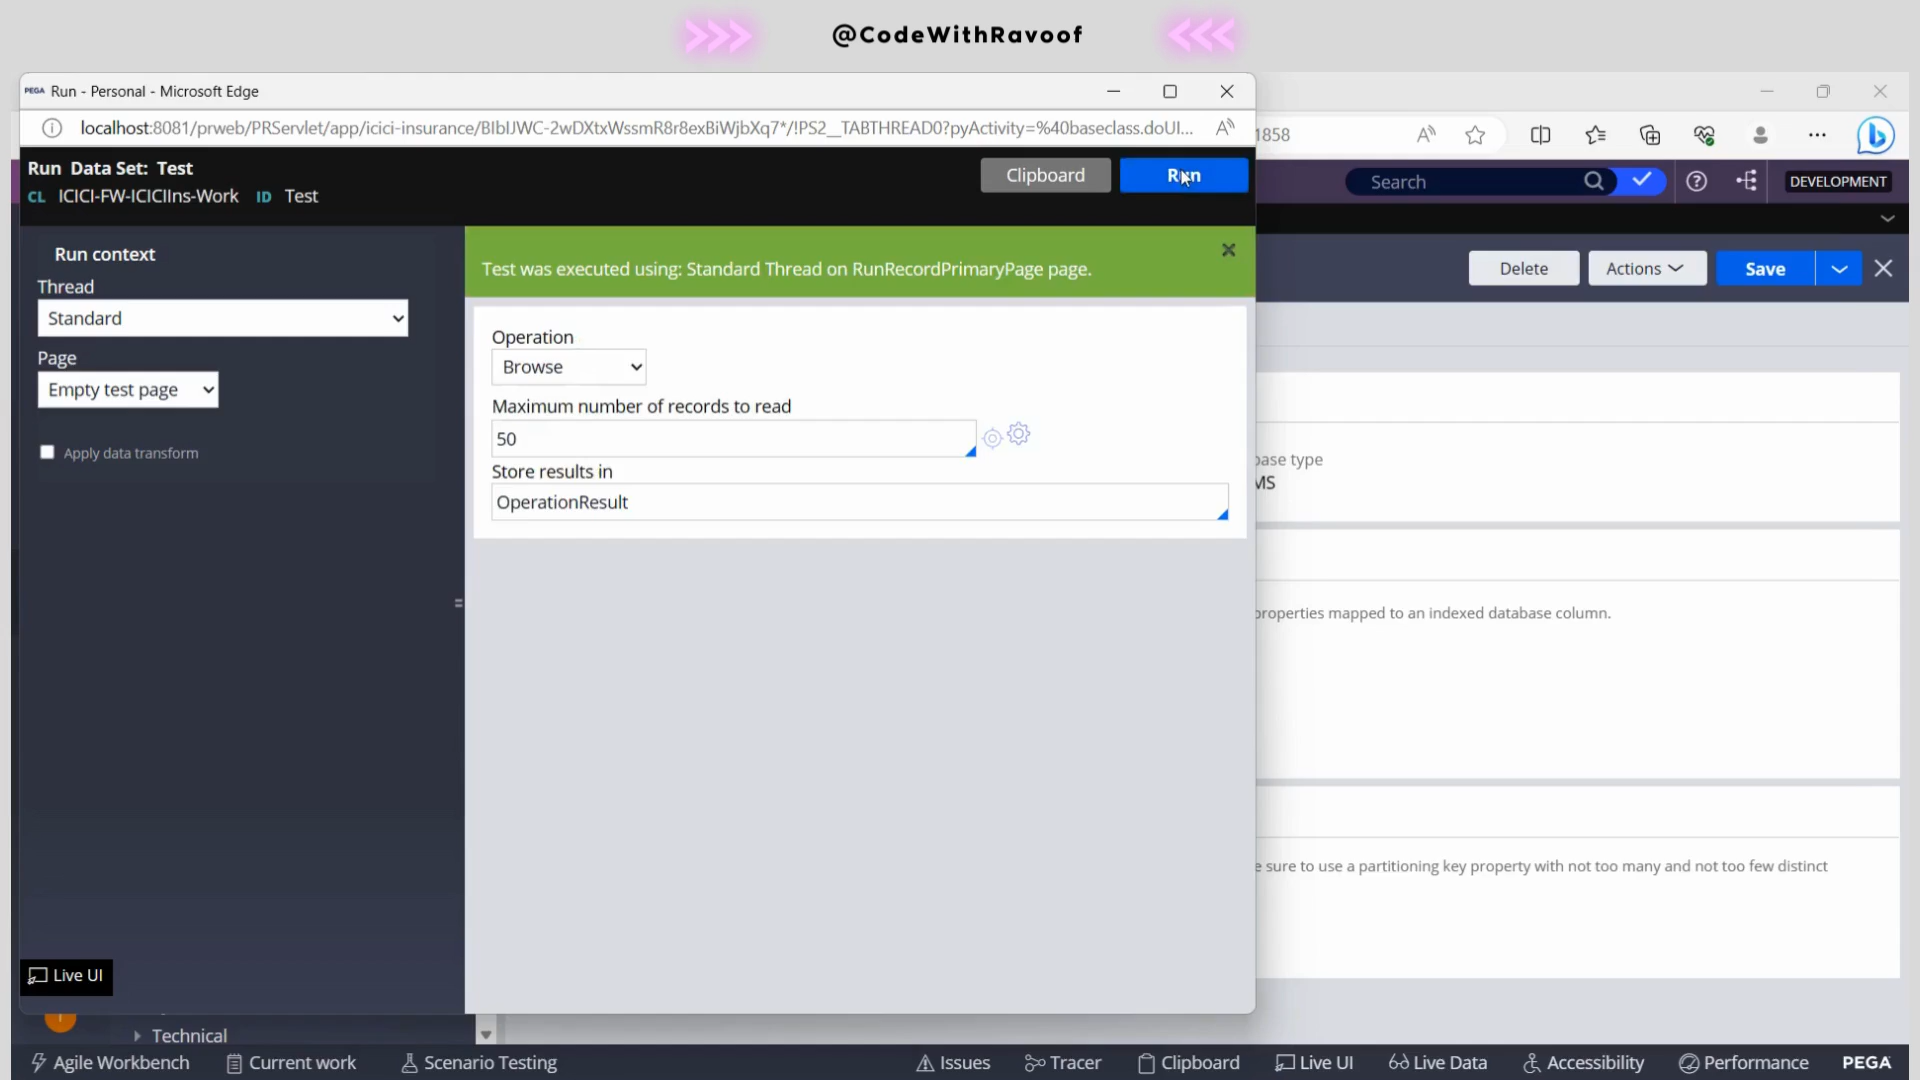 @CodeWithRavoof
PEGA Run - Personal - Microsoft Edge
localhost:8081/prweb/PRServlet/app/icici-insurance/BIbIJWC-2wDXtxWssmR8r8exBiWjbXq7*/!PS2__TABTHREAD0?pyActivity=%40baseclass.doUI...
1858
Run Data Set: Test
CL ICICI-FW-ICICIIns-Work ID Test
Clipboard
Run
Search
DEVELOPMENT
Run context
Thread
Standard
Page
Empty test page
Apply data transform
Test was executed using: Standard Thread on RunRecordPrimaryPage page.
Operation
Browse
Maximum number of records to read
50
Store results in
OperationResult
Delete
Actions
Save
base type
MS
properties mapped to an indexed database column.
e sure to use a partitioning key property with not too many and not too few distinct
Live UI
Technical
Agile Workbench
Current work
Scenario Testing
Issues
Tracer
Clipboard
Live UI
Live Data
Accessibility
Performance
PEGA